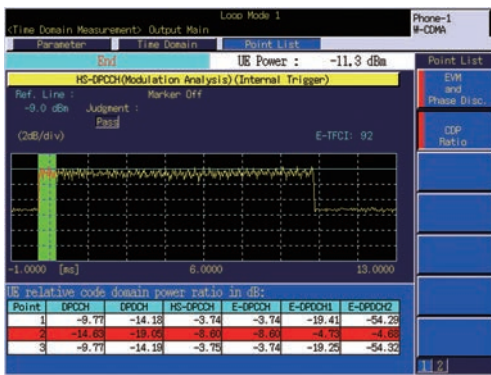 Loop Mode 1
<Time Domain Measurement> Output Main
Phone-1
W-CDMA
Parameter Time Domain Point List
End UE Power : -11.3 dBm
Point List
HS-DPCCH(Modulation Analysis)(Internal Trigger)
EVM
and
Phase Disc.
Ref. Line : Marker Off
-9.0 dBm Judgment :
Pass
(2dB/div) E-TFCI: 92
CDP
Ratio
-1.0000 [ms] 6.0000 13.0000
UE relative code domain power ratio in dB:
Point DPCCH DPDCH HS-DPCCH E-DPCCH E-DPDCH1 E-DPDCH2
1 -9.77 -14.18 -3.74 -3.74 -19.41 -54.29
2 -14.63 -19.05 -8.60 -8.60 -4.73 -4.63
3 -9.77 -14.19 -3.75 -3.74 -19.25 -54.32
1 2